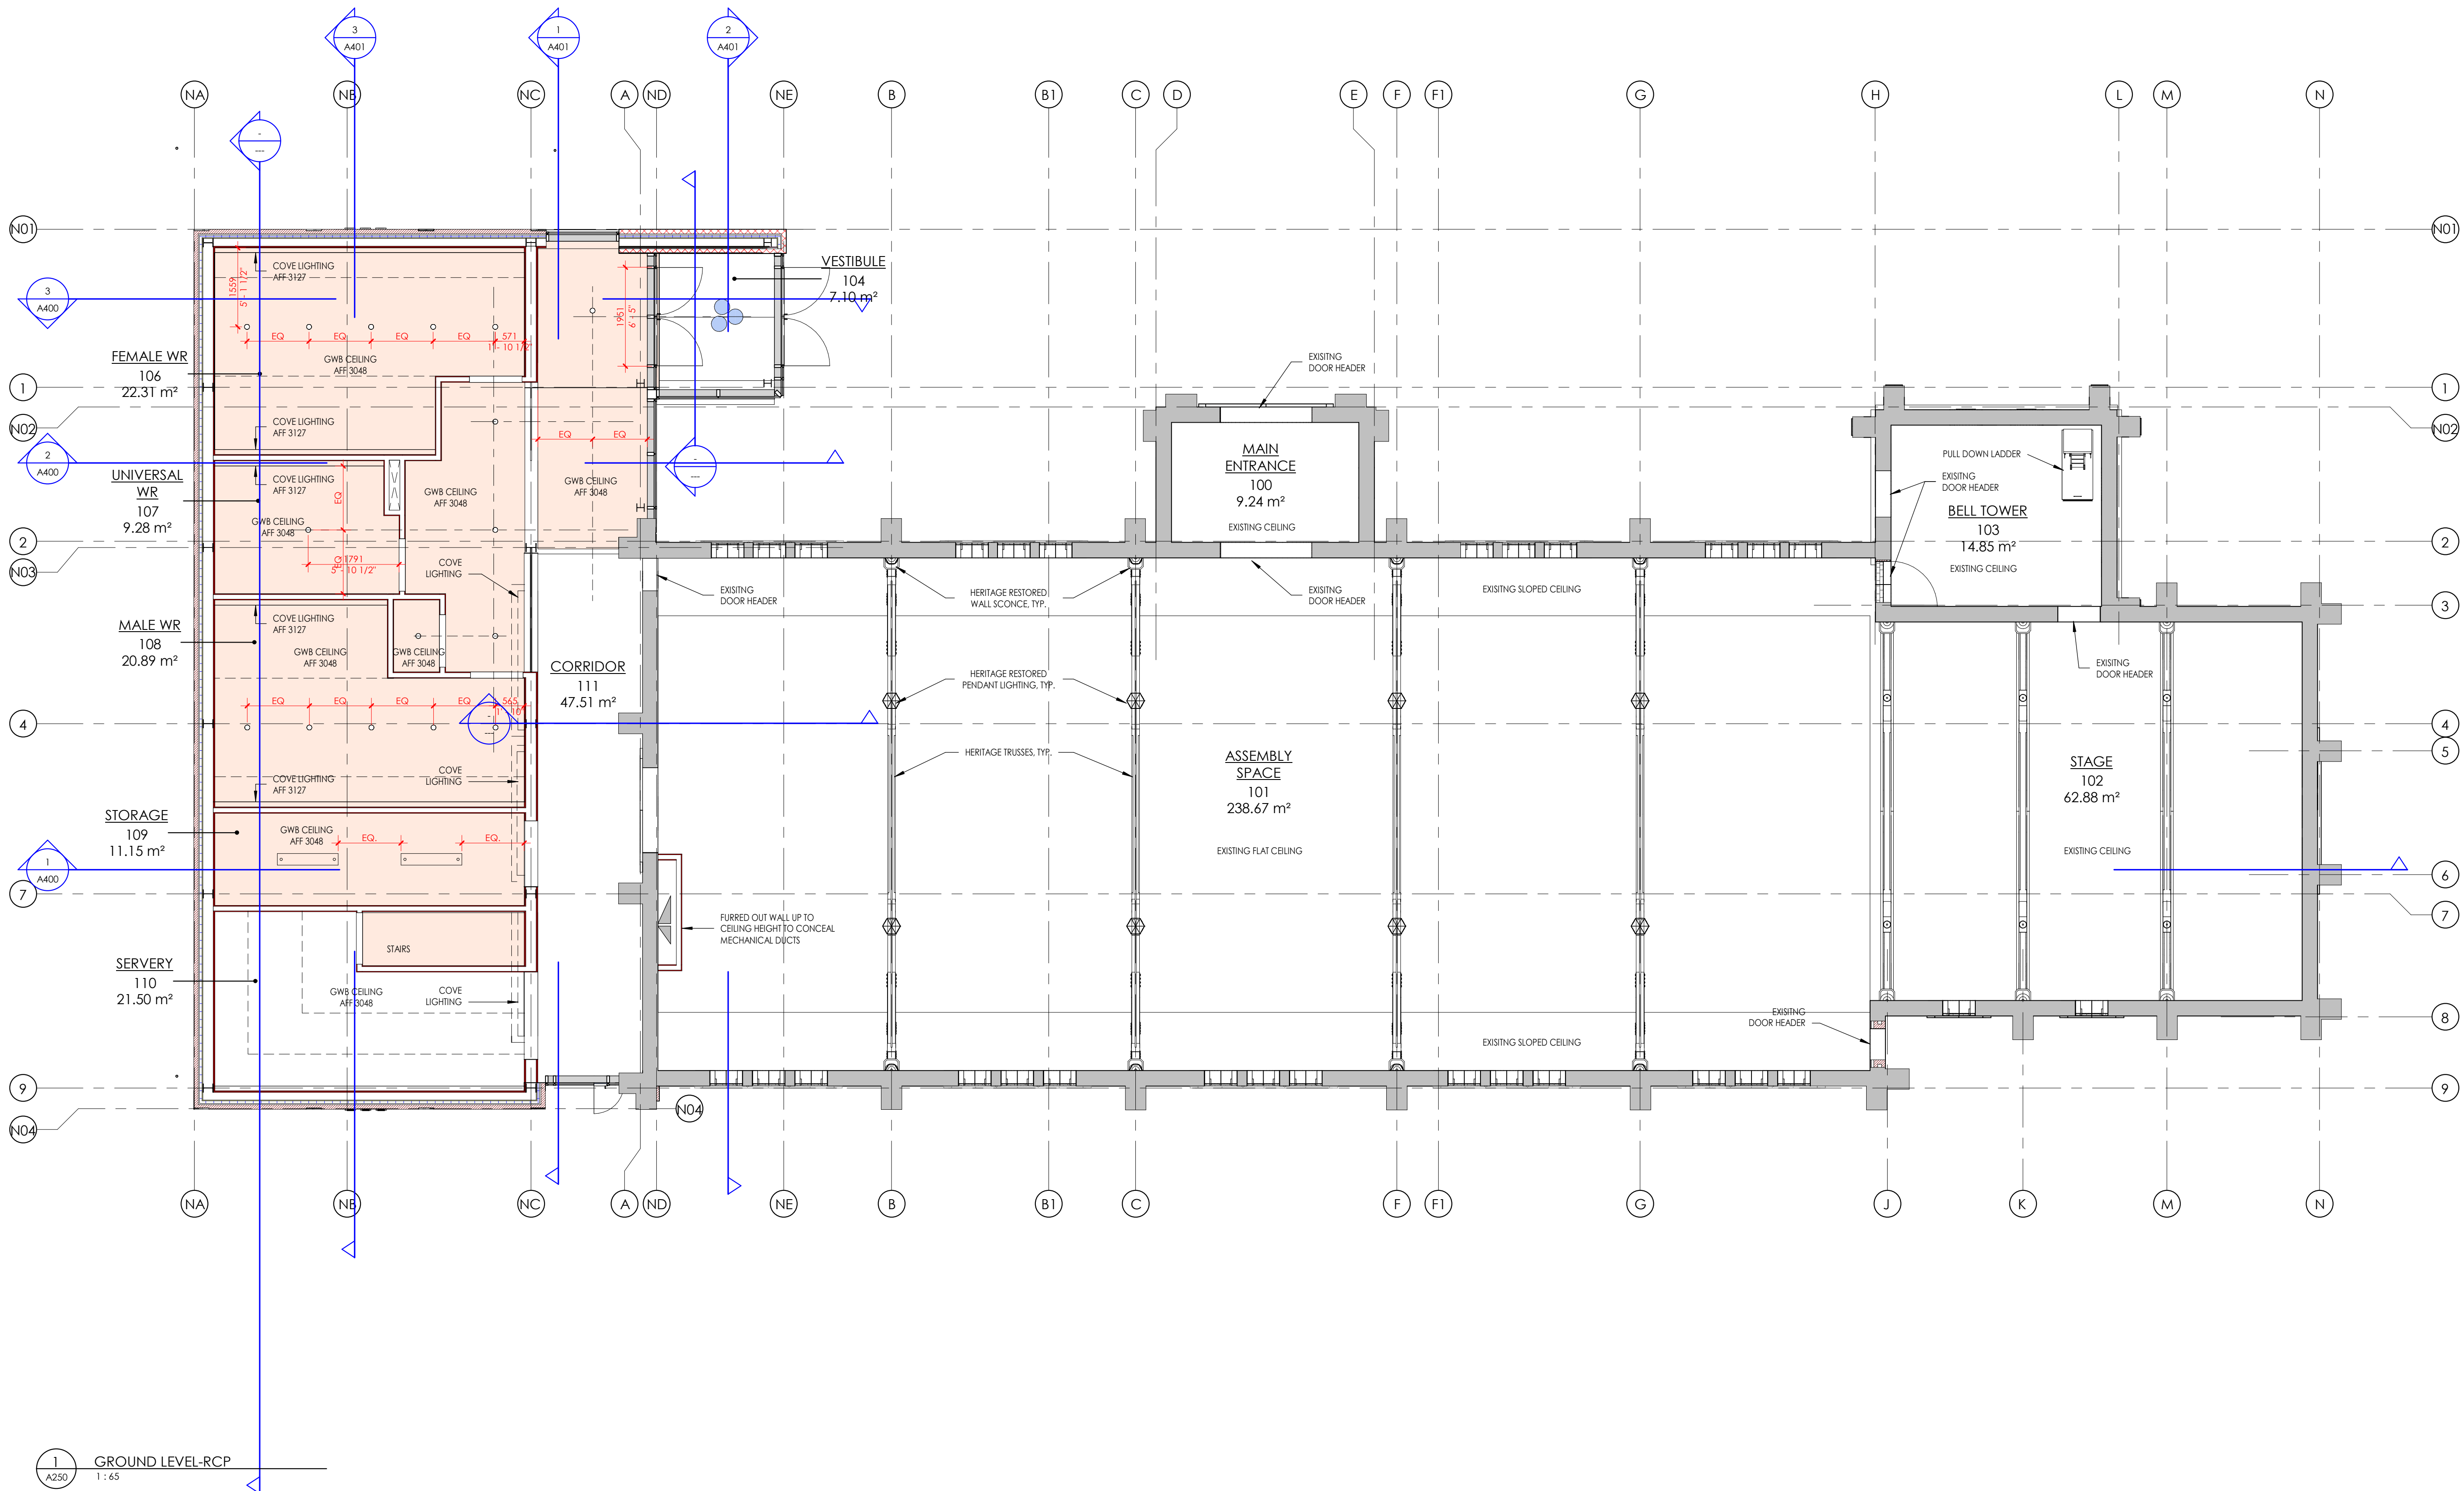 3
A401
1
A401
2
A401
NA
NB
NC
A
ND
NE
B
B1
C
D
E
F
F1
G
H
L
M
N
-
---
N01
N01
COVE LIGHTING
AFF 3127
1559
5' - 1 1/2"
1951
6' - 5"
VESTIBULE
104
7.10 m²
3
A400
EQ
EQ
EQ
EQ
571
1' - 10 1/2"
GWB CEILING
AFF 3048
FEMALE WR
106
22.31 m²
EXISITNG
DOOR HEADER
1
1
N02
N02
COVE LIGHTING
AFF 3127
EQ
EQ
2
A400
-
---
MAIN
ENTRANCE
100
9.24 m²
EXISTING CEILING
PULL DOWN LADDER
EXISITNG
DOOR HEADER
BELL TOWER
103
14.85 m²
EXISTING CEILING
UNIVERSAL
WR
107
9.28 m²
COVE LIGHTING
AFF 3127
EQ
GWB CEILING
AFF 3048
GWB CEILING
AFF 3048
GWB CEILING
AFF 3048
EQ
1791
5' - 10 1/2"
2
2
N03
COVE
LIGHTING
EXISITNG
DOOR HEADER
HERITAGE RESTORED
WALL SCONCE, TYP.
EXISITNG
DOOR HEADER
EXISITNG SLOPED CEILING
3
MALE WR
108
20.89 m²
COVE LIGHTING
AFF 3127
GWB CEILING
AFF 3048
GWB CEILING
AFF 3048
CORRIDOR
111
47.51 m²
HERITAGE RESTORED
PENDANT LIGHTING, TYP.
EXISITNG
DOOR HEADER
EQ
EQ
EQ
EQ
565
1' - 10"
-
---
4
4
5
HERITAGE TRUSSES, TYP.
ASSEMBLY
SPACE
101
238.67 m²
STAGE
102
62.88 m²
COVE LIGHTING
AFF 3127
COVE
LIGHTING
STORAGE
109
11.15 m²
GWB CEILING
AFF 3048
EQ.
EQ.
EXISITNG FLAT CEILING
EXISITNG CEILING
1
A400
6
7
7
FURRED OUT WALL UP TO
CEILING HEIGHT TO CONCEAL
MECHANICAL DUCTS
STAIRS
SERVERY
110
21.50 m²
GWB CEILING
AFF 3048
COVE
LIGHTING
EXISITNG
DOOR HEADER
EXISITNG SLOPED CEILING
8
9
9
N04
N04
NA
NB
NC
A
ND
NE
B
B1
C
F
F1
G
J
K
M
N
1
A250
GROUND LEVEL-RCP
1 : 65